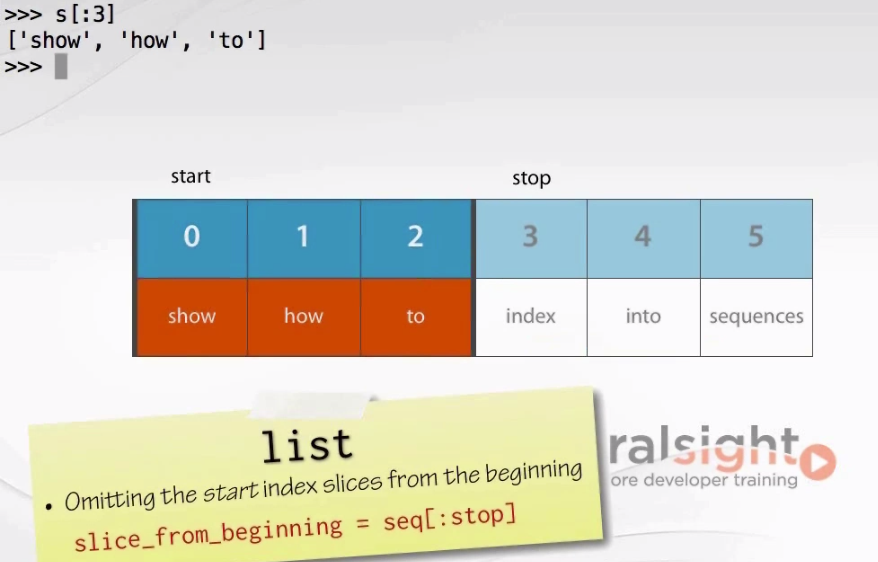 >>> s[:3]
['show', 'how', 'to']
>>>
start stop
0 1 2 3 4 5
show how to index into sequences
list
• Omitting the start index slices from the beginning
slice_from_beginning = seq[:stop]
ralsight
ore developer training